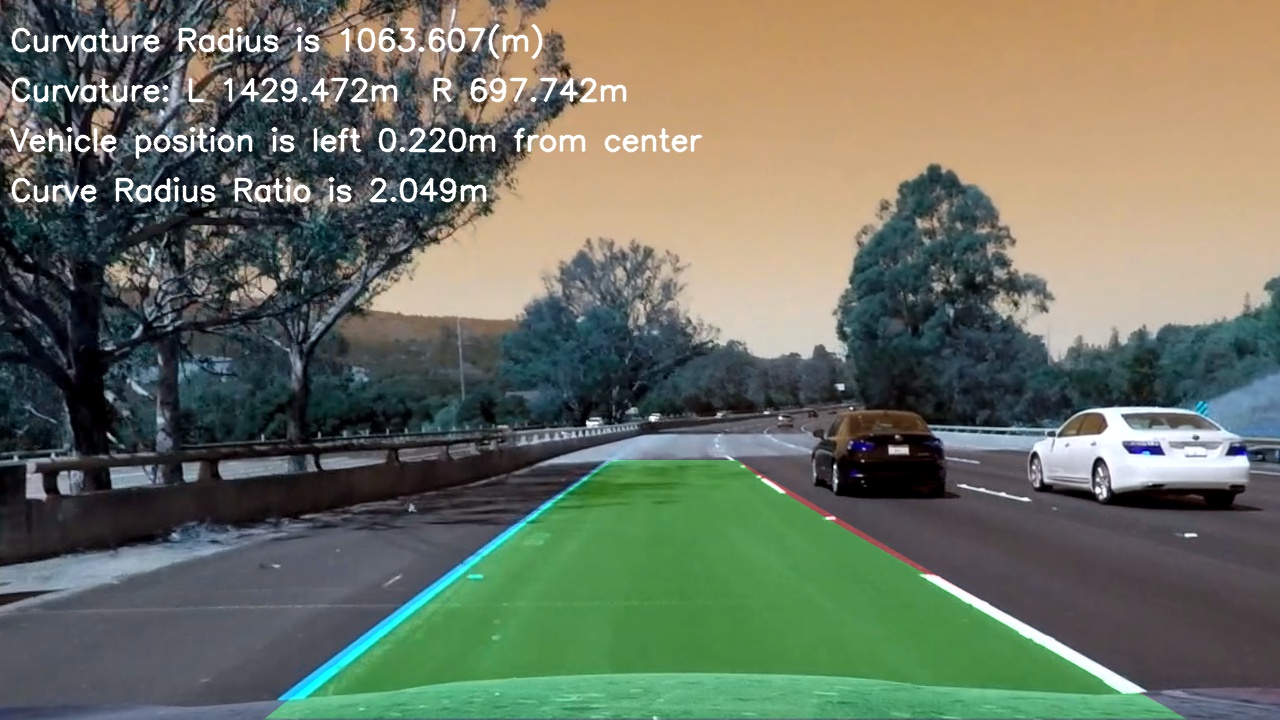 Curvature Radius is 1063.607(m)
Curvature: L 1429.472m R 697.742m
Vehicle position is left 0.220m from center
Curve Radius Ratio is 2.049m